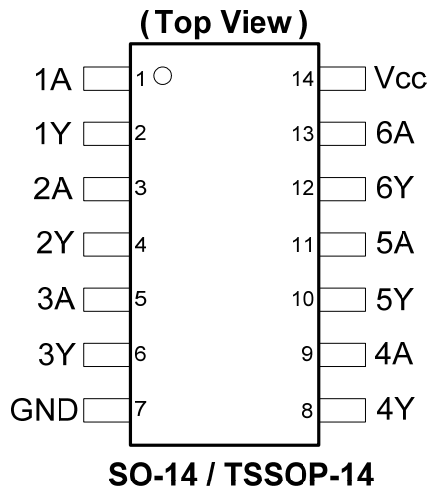 (Top View)
1A 1 14 Vcc
1Y 2 13 6A
2A 3 12 6Y
2Y 4 11 5A
3A 5 10 5Y
3Y 6 9 4A
GND 7 8 4Y
SO-14 / TSSOP-14